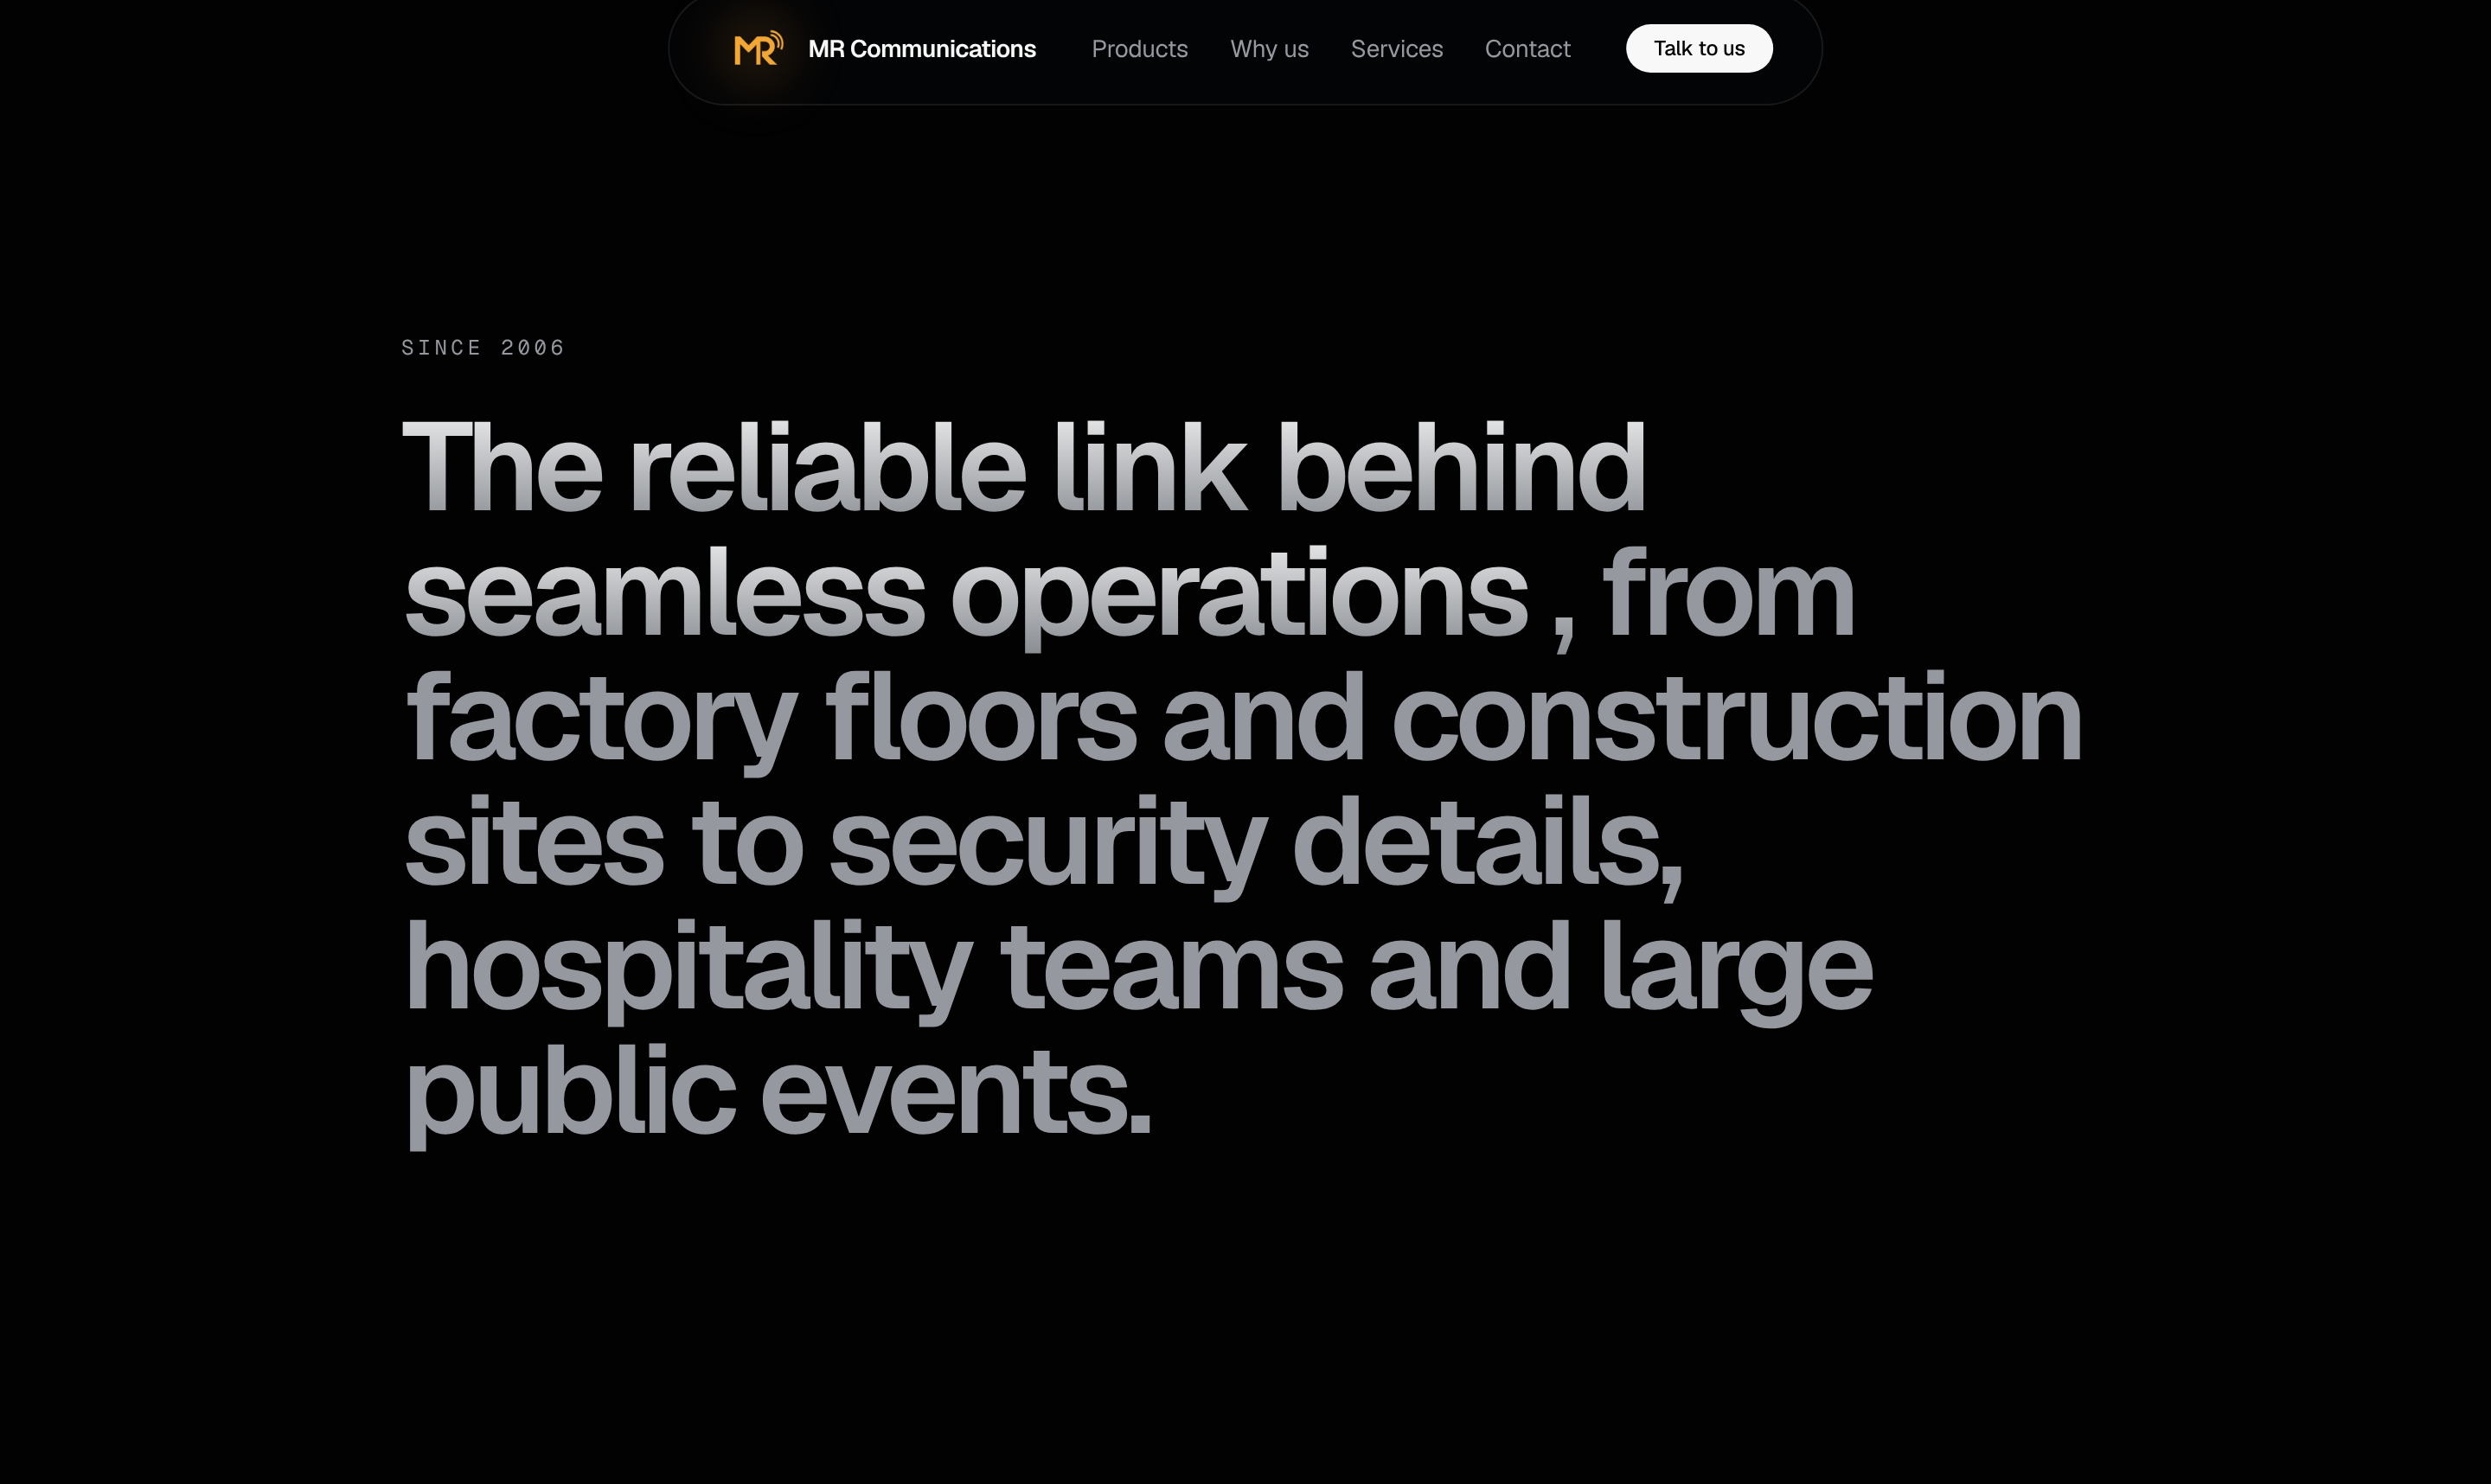 MR MR Communications Products Why us Services Contact Talk to us
SINCE 2006
The reliable link behind
seamless operations , from
factory floors and construction
sites to security details,
hospitality teams and large
public events.